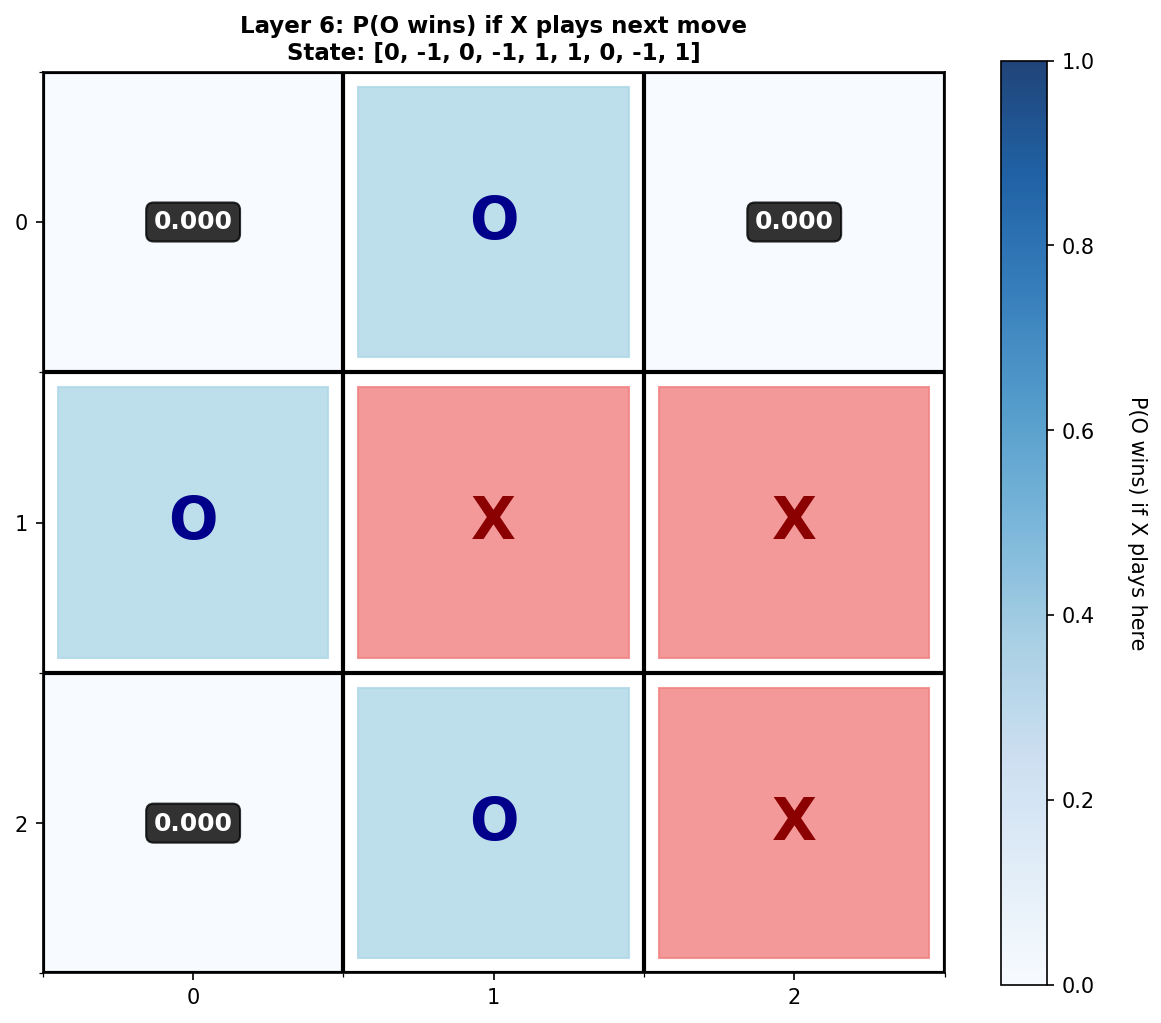 Layer 6: P(O wins) if X plays next move
State: [0, -1, 0, -1, 1, 1, 0, -1, 1]
0.000 O 0.000
O X X
0.000 O X
0
1
2
0 1 2
1.0
0.8
0.6
0.4
0.2
0.0
P(O wins) if X plays here